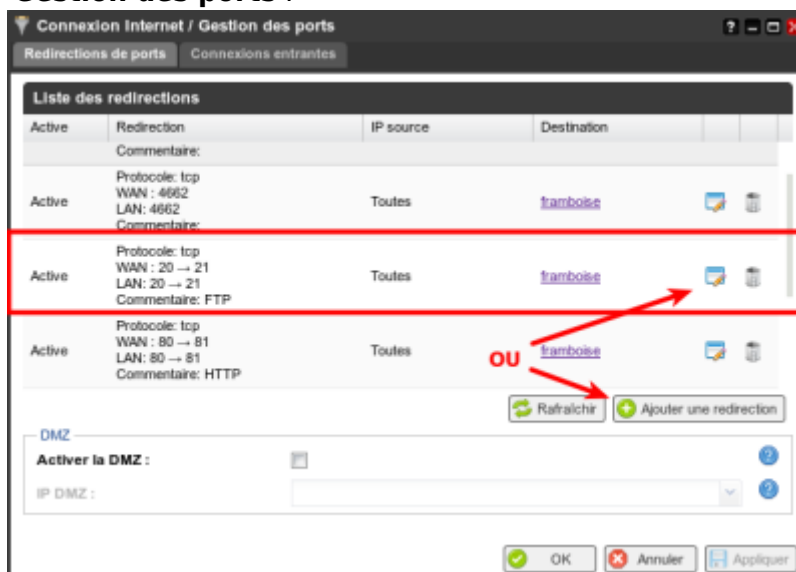 Gestion des ports :
Connexion Internet / Gestion des ports
Redirections de ports Connexions entrantes
Liste des redirections
Active Redirection IP source Destination
Commentaire:
Protocole: tcp
WAN : 4662
Active Toutes framboise
LAN: 4662
Commentaire:
Protocole: tcp
WAN : 20 → 21
Active Toutes framboise
LAN: 20 → 21
Commentaire: FTP
Protocole: tcp
WAN : 80 → 81
Active Toutes framboise
LAN: 80 → 81
OU
Commentaire: HTTP
Rafraîchir Ajouter une redirection
DMZ
Activer la DMZ :
IP DMZ :
OK Annuler Appliquer